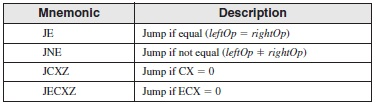 Mnemonic Description
JE Jump if equal (leftOp = rightOp)
JNE Jump if not equal (leftOp ≠ rightOp)
JCXZ Jump if CX = 0
JECXZ Jump if ECX = 0